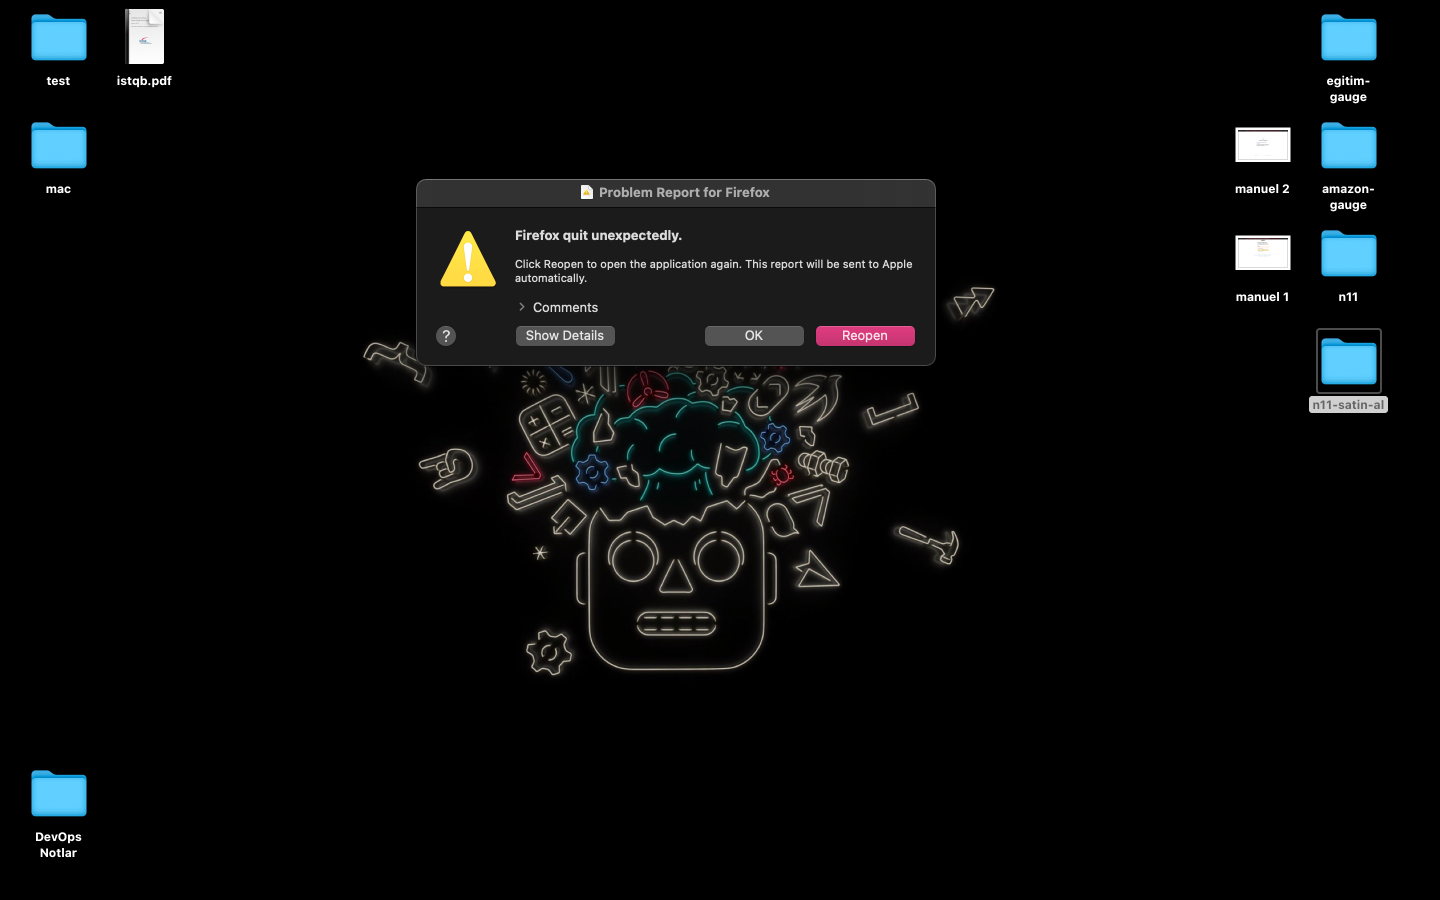 test
istqb.pdf
mac
Problem Report for Firefox
Firefox quit unexpectedly.
Click Reopen to open the application again. This report will be sent to Apple
automatically.
Comments
?
Show Details
OK
Reopen
egitim-
gauge
manuel 2
amazon-
gauge
manuel 1
n11
n11-satin-al
DevOps
Notlar